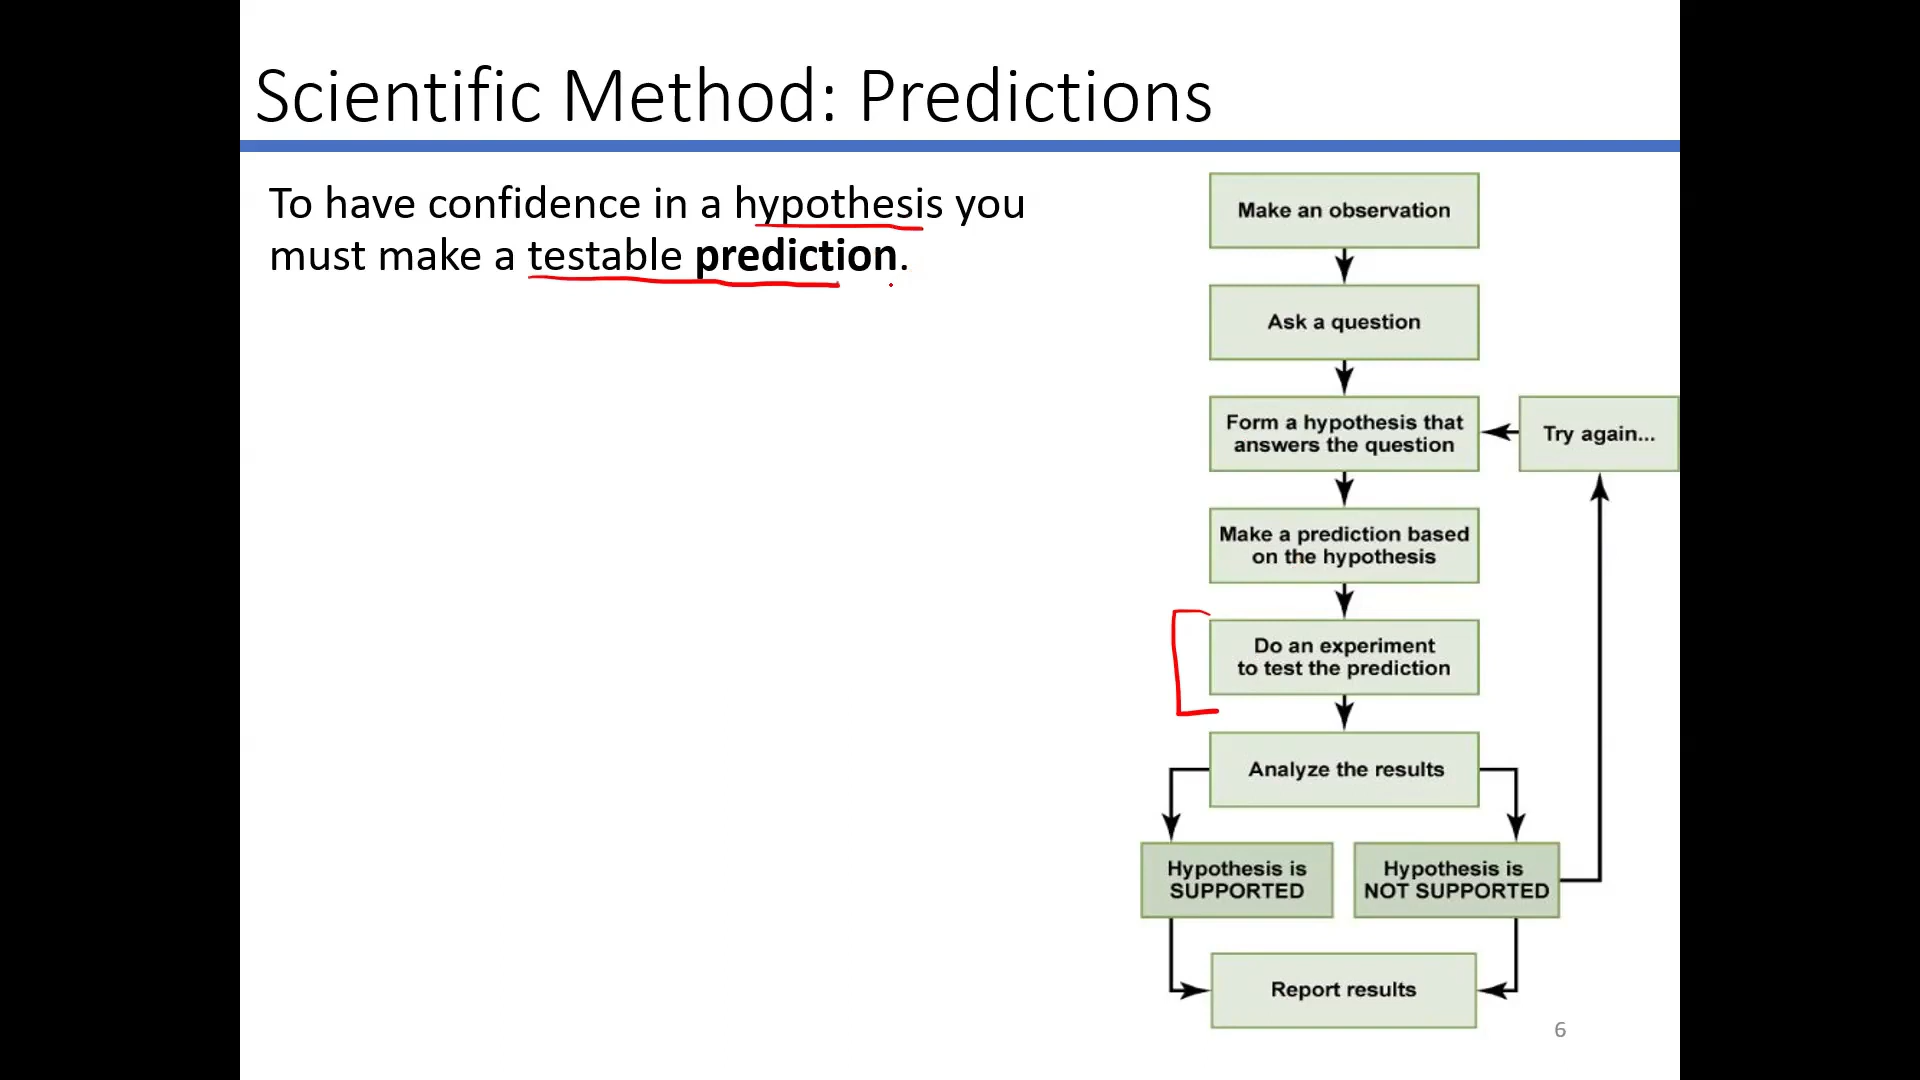 Scientific Method: Predictions
To have confidence in a hypothesis you
must make a testable prediction.
Make an observation
Ask a question
Form a hypothesis that
answers the question
Try again...
Make a prediction based
on the hypothesis
Do an experiment
to test the prediction
Analyze the results
Hypothesis is
SUPPORTED
Hypothesis is
NOT SUPPORTED
Report results
6